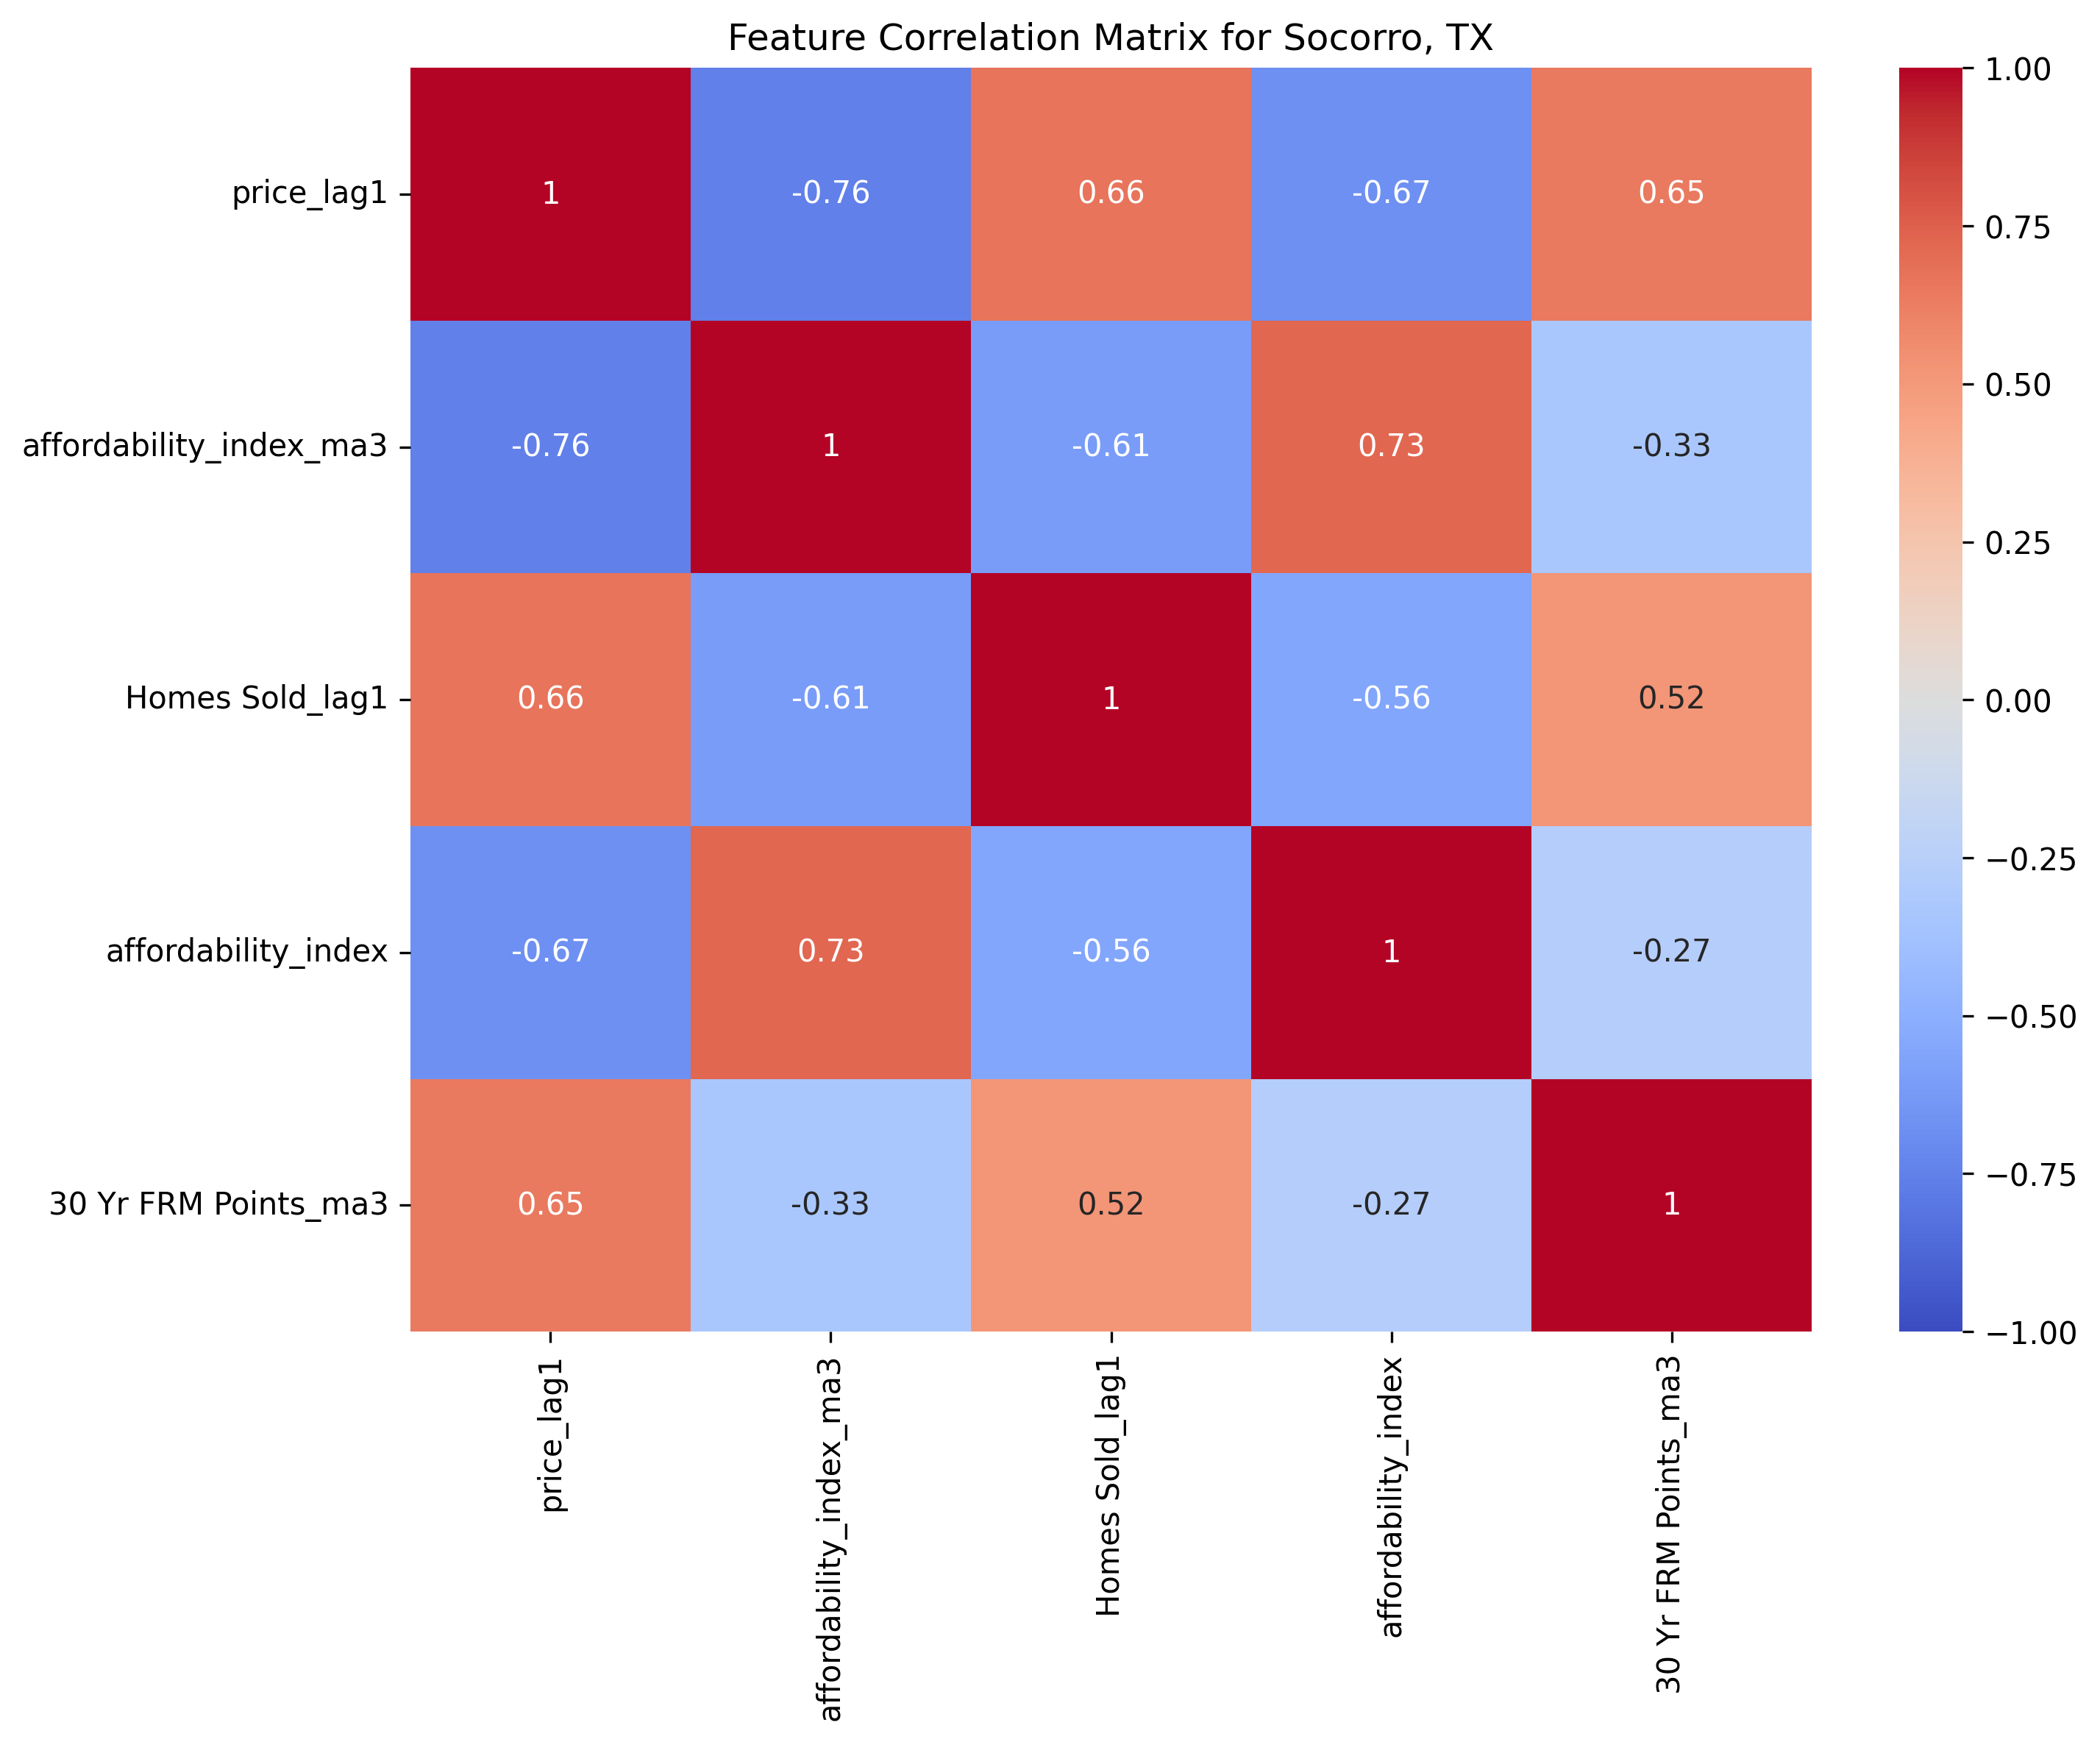 Feature Correlation Matrix for Socorro, TX
price_lag1 1 -0.76 0.66 -0.67 0.65
affordability_index_ma3 -0.76 1 -0.61 0.73 -0.33
Homes Sold_lag1 0.66 -0.61 1 -0.56 0.52
affordability_index -0.67 0.73 -0.56 1 -0.27
30 Yr FRM Points_ma3 0.65 -0.33 0.52 -0.27 1
price_lag1
affordability_index_ma3
Homes Sold_lag1
affordability_index
30 Yr FRM Points_ma3
1.00
0.75
0.50
0.25
0.00
−0.25
−0.50
−0.75
−1.00